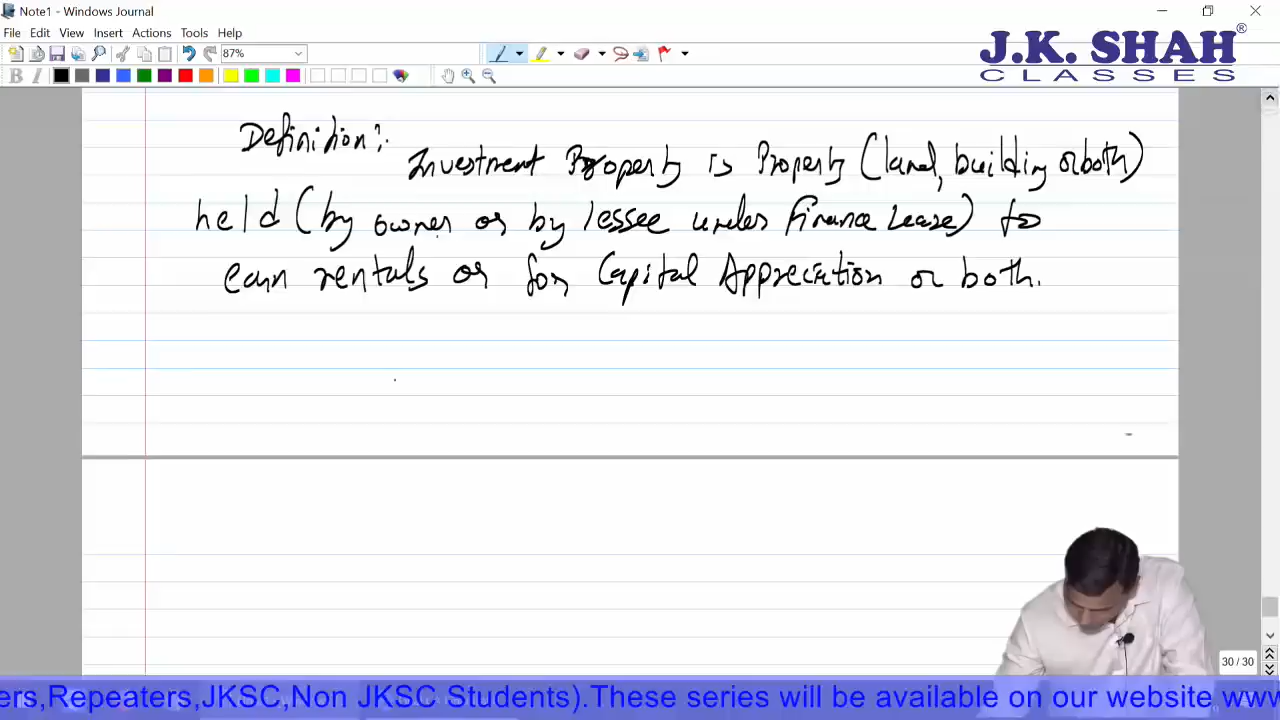 Note1 - Windows Journal
File Edit View Insert Actions Tools Help
87%
B I
J.K. SHAH®
CLASSES
Definition:
Investment Property is Property (land, building or both)
held (by owner or by lessee under Finance Lease) to
earn rentals or for Capital Appreciation or both.
30 / 30
ers,Repeaters,JKSC,Non JKSC Students).These series will be available on our website www